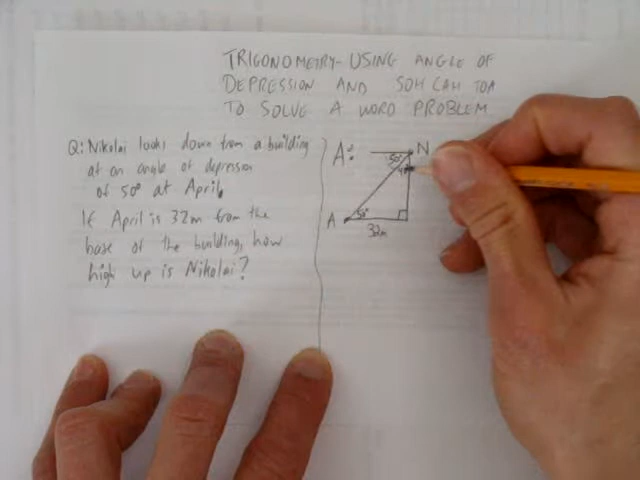 TRIGONOMETRY- USING ANGLE OF
DEPRESSION AND SOH CAH TOA
TO SOLVE A WORD PROBLEM
Q: Nikolai looks down from a building
at an angle of depression
of 50° at April.
If April is 32m from the
base of the building, how
high up is Nikolai?
A:
N
50°
A
50°
32m